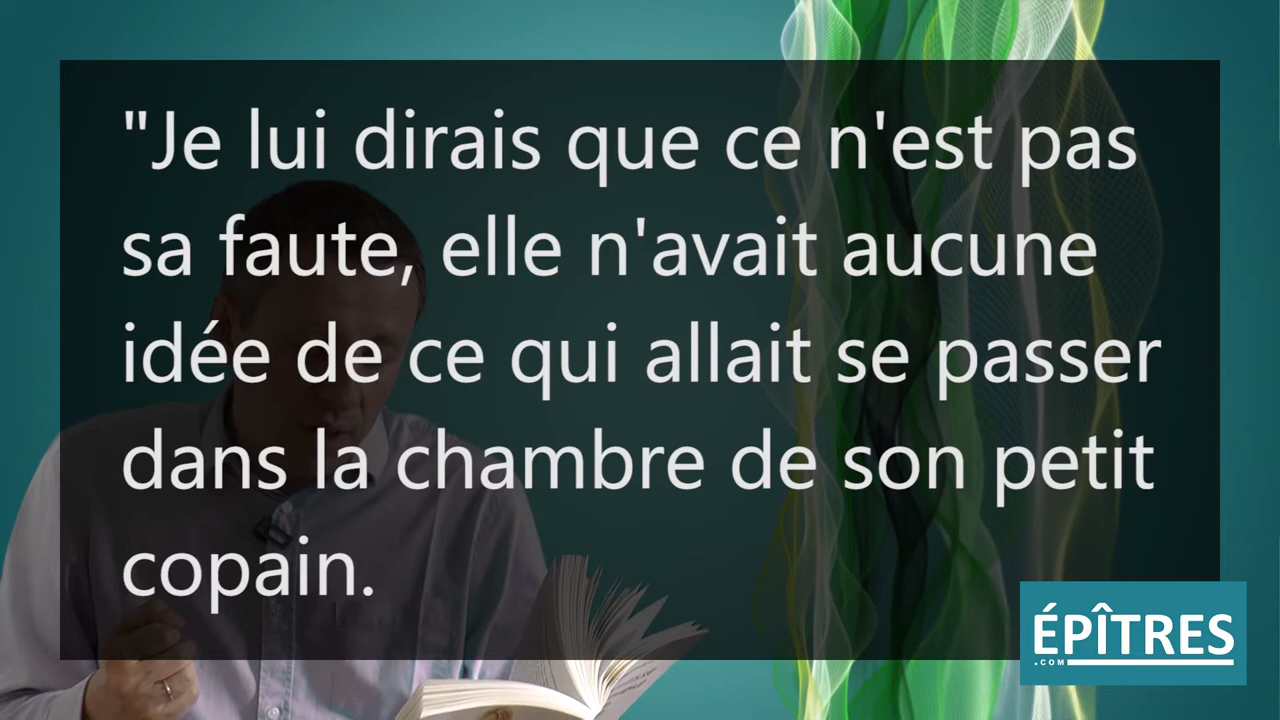 "Je lui dirais que ce n'est pas
sa faute, elle n'avait aucune
idée de ce qui allait se passer
dans la chambre de son petit
copain.
ÉPÎTRES
.COM